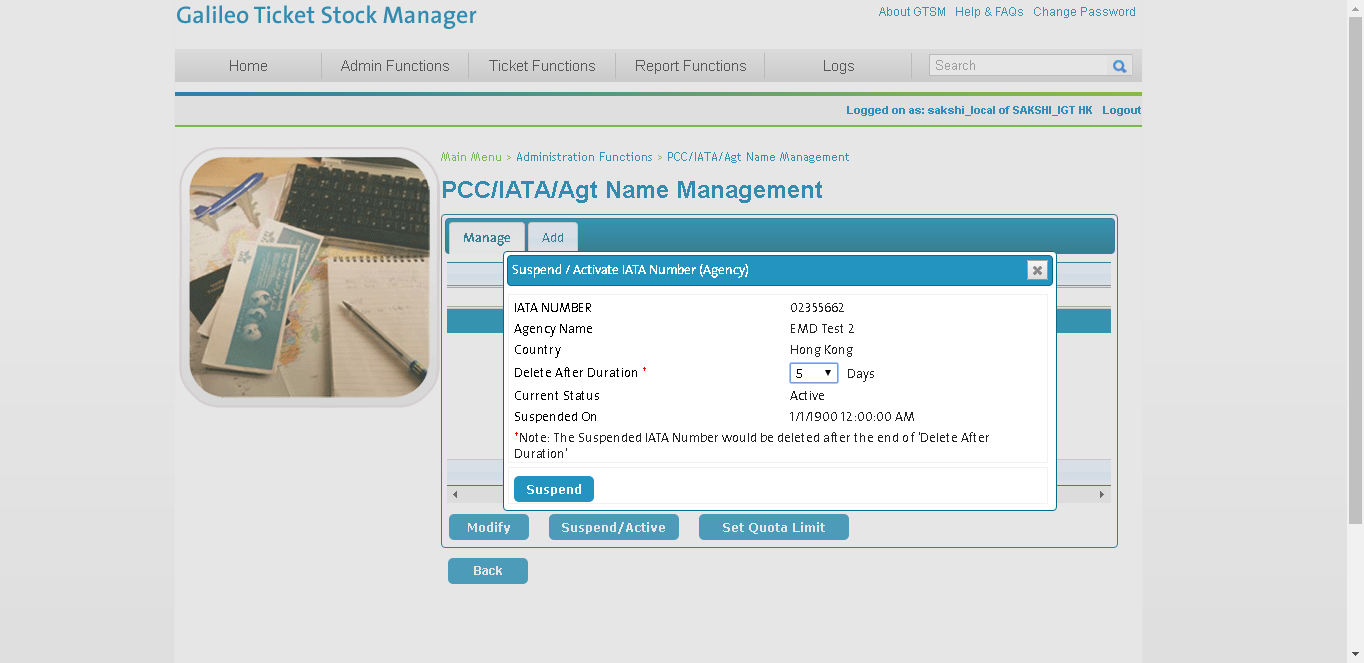 Galileo Ticket Stock Manager
About GTSM Help & FAQs Change Password
Home Admin Functions Ticket Functions Report Functions Logs Search
Logged on as: sakshi_local of SAKSHI_IGT HK Logout
Main Menu > Administration Functions > PCC/IATA/Agt Name Management
PCC/IATA/Agt Name Management
Manage Add
Suspend / Activate IATA Number (Agency)
IATA NUMBER 02355662
Agency Name EMD Test 2
Country Hong Kong
Delete After Duration * 5 Days
Current Status Active
Suspended On 1/1/1900 12:00:00 AM
*Note: The Suspended IATA Number would be deleted after the end of 'Delete After
Duration'
Suspend
Modify Suspend/Active Set Quota Limit
Back